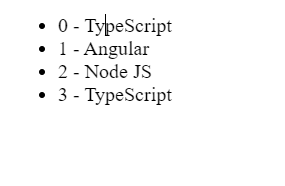 0 - TypeScript
1 - Angular
2 - Node JS
3 - TypeScript